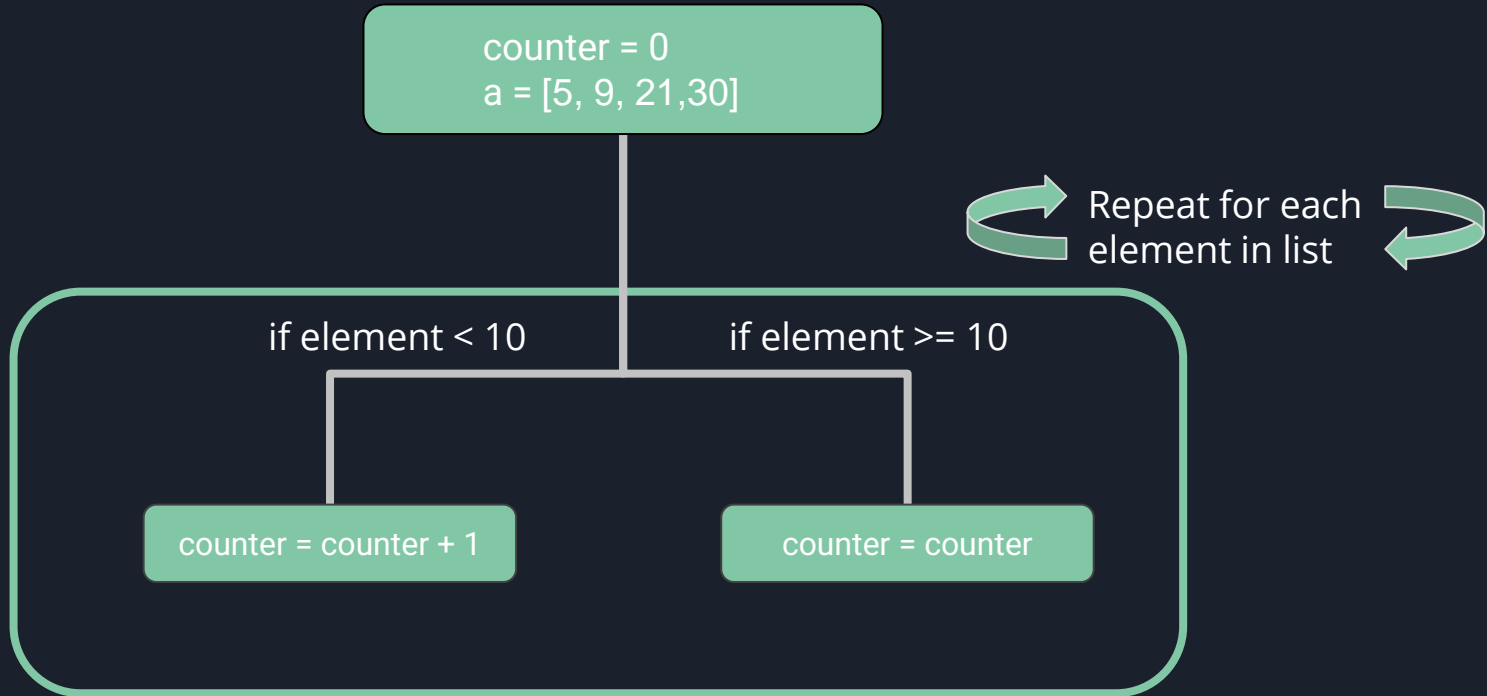 counter = 0
a = [5, 9, 21,30]
Repeat for each
element in list
if element < 10
if element >= 10
counter = counter + 1
counter = counter